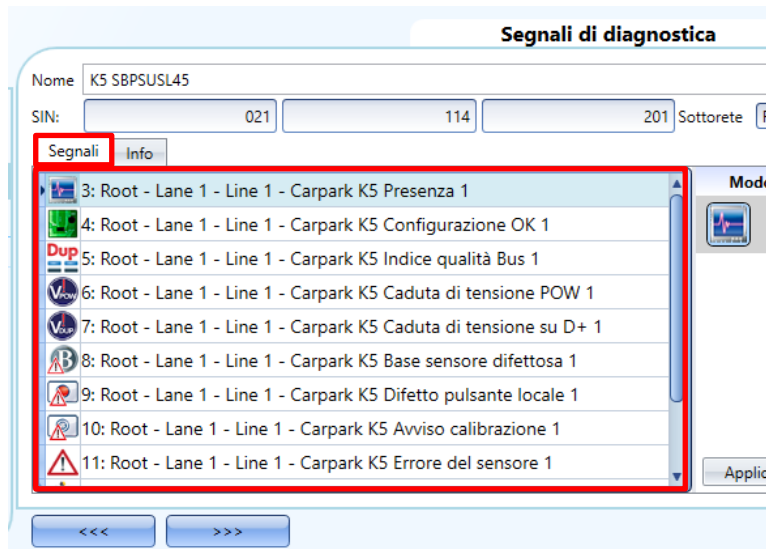 Segnali di diagnostica
Nome K5 SBPSUSL45
SIN: 021 114 201 Sottorete
Segnali Info
3: Root - Lane 1 - Line 1 - Carpark K5 Presenza 1
4: Root - Lane 1 - Line 1 - Carpark K5 Configurazione OK 1
Dup 5: Root - Lane 1 - Line 1 - Carpark K5 Indice qualità Bus 1
VPOW 6: Root - Lane 1 - Line 1 - Carpark K5 Caduta di tensione POW 1
VDUP 7: Root - Lane 1 - Line 1 - Carpark K5 Caduta di tensione su D+ 1
B 8: Root - Lane 1 - Line 1 - Carpark K5 Base sensore difettosa 1
9: Root - Lane 1 - Line 1 - Carpark K5 Difetto pulsante locale 1
10: Root - Lane 1 - Line 1 - Carpark K5 Avviso calibrazione 1
11: Root - Lane 1 - Line 1 - Carpark K5 Errore del sensore 1
Mod
Applic
<<< >>>